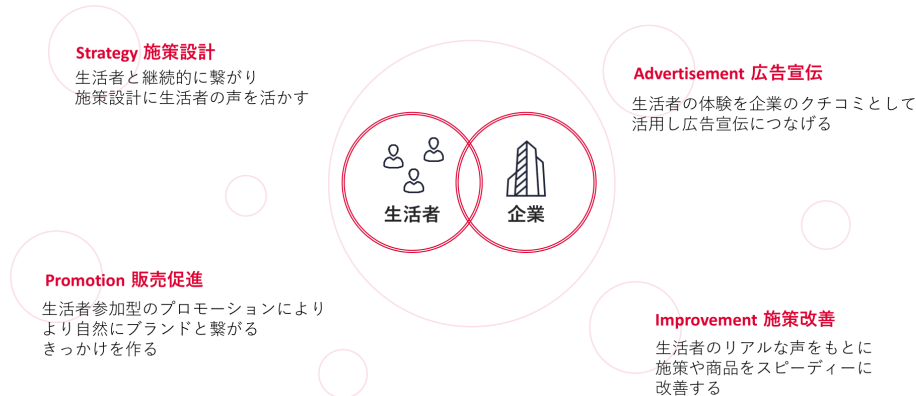 Strategy 施策設計
生活者と継続的に繋がり
施策設計に生活者の声を活かす
Advertisement 広告宣伝
生活者の体験を企業のクチコミとして
活用し広告宣伝につなげる
生活者
企業
Promotion 販売促進
生活者参加型のプロモーションにより
より自然にブランドと繋がる
きっかけを作る
Improvement 施策改善
生活者のリアルな声をもとに
施策や商品をスピーディーに
改善する